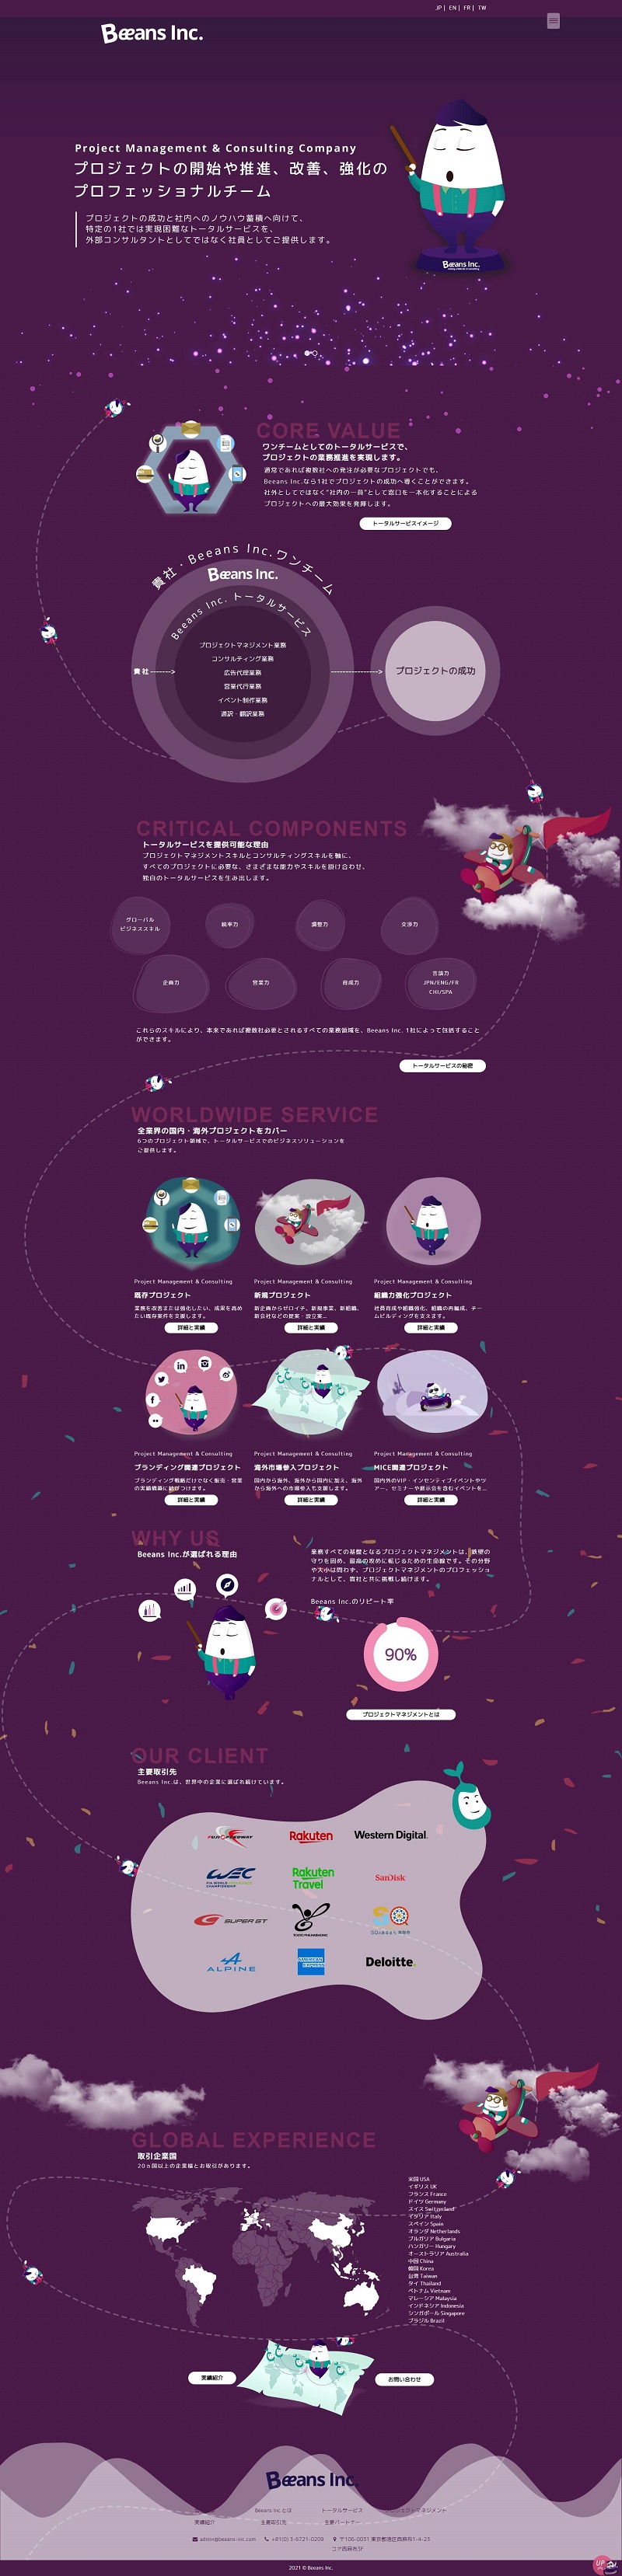 JP | EN | FR | TW
Beeans Inc.
Project Management & Consulting Company
プロジェクトの開始や推進、改善、強化の
プロフェッショナルチーム
プロジェクトの成功と社内へのノウハウ蓄積へ向けて、
特定の1社では実現困難なトータルサービスを、
外部コンサルタントとしてではなく社員としてご提供します。
Beeans Inc.
CORE VALUE
ワンチームとしてのトータルサービスで、
プロジェクトの業務推進を実現します。
通常であれば複数社への発注が必要なプロジェクトでも、
Beeans Inc.なら1社でプロジェクトの成功へ導くことができます。
社外としてではなく“社内の一員”として窓口を一本化することによる
プロジェクトへの最大効果を発揮します。
トータルサービスイメージ
貴社・Beeans Inc.ワンチーム
Beeans Inc.
Beeans Inc. トータルサービス
プロジェクトマネジメント業務
コンサルティング業務
広告代理業務
営業代行業務
イベント制作業務
通訳・翻訳業務
貴社
プロジェクトの成功
CRITICAL COMPONENTS
トータルサービスを提供可能な理由
プロジェクトマネジメントスキルとコンサルティングスキルを軸に、
すべてのプロジェクトに必要な、さまざまな能力やスキルを掛け合わせ、
独自のトータルサービスを生み出します。
グローバル
ビジネススキル
統率力
調整力
交渉力
企画力
営業力
育成力
言語力
JPN/ENG/FR
CHI/SPA
これらのスキルにより、本来であれば複数社必要とされるすべての業務領域を、Beeans Inc. 1社によって包括すること
ができます。
トータルサービスの秘密
WORLDWIDE SERVICE
全業界の国内・海外プロジェクトをカバー
6つのプロジェクト領域で、トータルサービスでのビジネスソリューションを
ご提供します。
Project Management & Consulting
既存プロジェクト
業務を改善または強化したい、成果を高め
たい既存案件を支援します。
詳細と実績
Project Management & Consulting
新規プロジェクト
新企画からゼロイチ、新規事業、新組織、
新会社などの提案・設立案...
詳細と実績
Project Management & Consulting
組織力強化プロジェクト
社員育成や組織強化、組織の再編成、チー
ムビルディングを支えます。
詳細と実績
Project Management & Consulting
ブランディング関連プロジェクト
ブランディング戦略だけでなく販売・営業
の実績構築に結びつけます。
詳細と実績
Project Management & Consulting
海外市場参入プロジェクト
国内から海外、海外から国内に加え、海外
から海外への市場参入も支援します。
詳細と実績
Project Management & Consulting
MICE関連プロジェクト
国内外のVIP・インセンティブイベントやツ
アー、セミナーや展示会を含むイベントを...
詳細と実績
WHY US
Beeans Inc.が選ばれる理由
業務すべての基盤となるプロジェクトマネジメントは、鉄壁の
守りを固め、最高の攻めに転じるための生命線です。その分野
や大小は問わず、プロジェクトマネジメントのプロフェッショ
ナルとして、貴社と共に挑戦し続けます。
Beeans Inc.のリピート率
90%
プロジェクトマネジメントとは
OUR CLIENT
主要取引先
Beeans Inc.は、世界中の企業に選ばれ続けています。
FUJI SPEEDWAY
Rakuten
Western Digital.
WEC
FIA WORLD ENDURANCE
CHAMPIONSHIP
Rakuten
Travel
SanDisk
SUPER GT
TOKYO PHILHARMONIC
ALPINE
AMERICAN
EXPRESS
Deloitte.
GLOBAL EXPERIENCE
取引企業国
20ヵ国以上の企業様とお取引があります。
米国 USA
イギリス UK
フランス France
ドイツ Germany
スイス Switzerland
イタリア Italy
スペイン Spain
オランダ Netherlands
ブルガリア Bulgaria
ハンガリー Hungary
オーストラリア Australia
中国 China
韓国 Korea
台湾 Taiwan
タイ Thailand
ベトナム Vietnam
マレーシア Malaysia
インドネシア Indonesia
シンガポール Singapore
ブラジル Brazil
実績紹介
お問い合わせ
Beeans Inc.
Beeans Inc.とは
トータルサービス
プロジェクトマネジメント
実績紹介
主要取引先
主要パートナー
admin@beeans-inc.com
+81(0) 3-6721-0209
〒106-0031 東京都港区西麻布1-4-23
コア西麻布3F
2021 © Beeans Inc.
UP